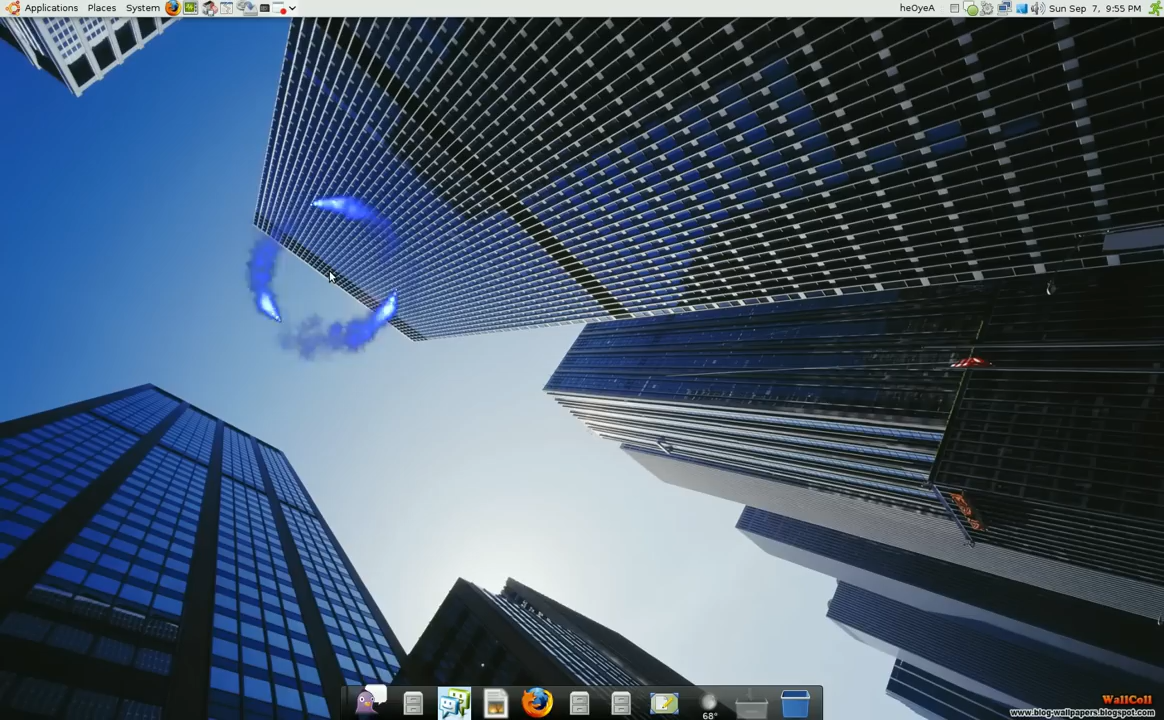 Applications Places System heOyeA Sun Sep 7, 9:55 PM
68°
WallColl
www.blog-wallpapers.blogspot.com